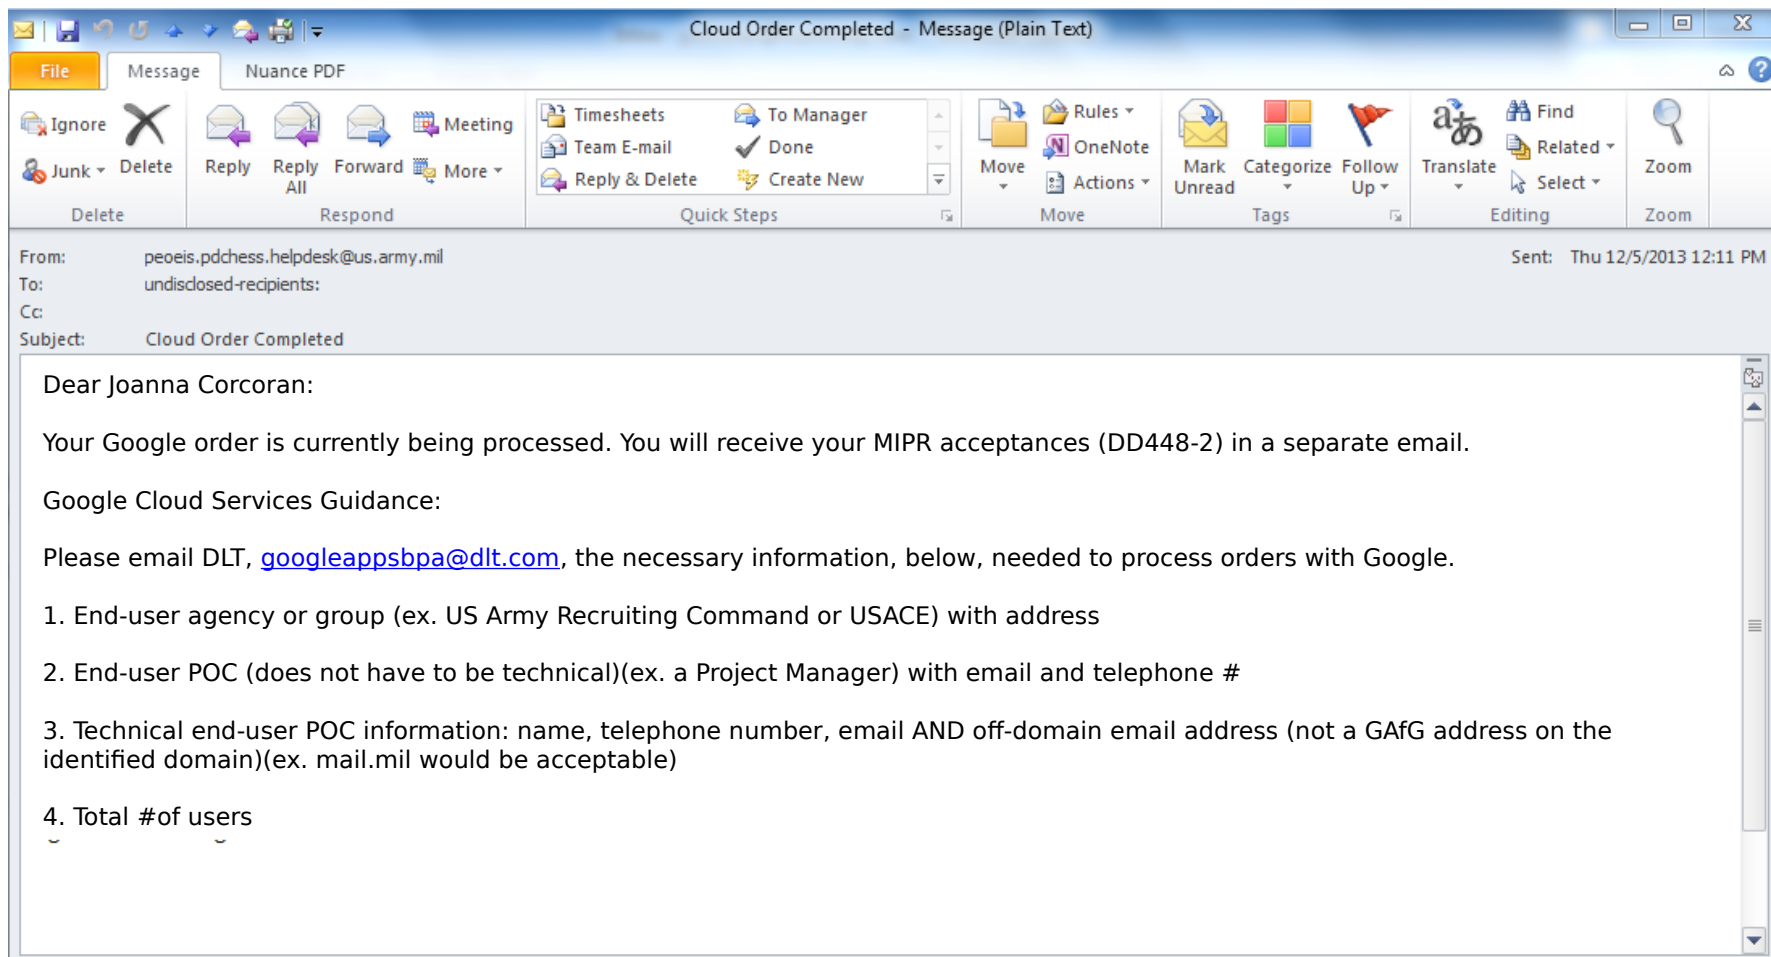 Cloud Order Completed - Message (Plain Text)
File Message Nuance PDF
Ignore
Junk
Delete
Reply
Reply All
Forward
Meeting
More
Timesheets
Team E-mail
Reply & Delete
To Manager
Done
Create New
Move
Rules
OneNote
Actions
Mark Unread
Categorize
Follow Up
Translate
Find
Related
Select
Zoom
Delete Respond Quick Steps Move Tags Editing Zoom
From: peoeis.pdchess.helpdesk@us.army.mil Sent: Thu 12/5/2013 12:11 PM
To: undisclosed-recipients:
Cc:
Subject: Cloud Order Completed
Dear Joanna Corcoran:
Your Google order is currently being processed. You will receive your MIPR acceptances (DD448-2) in a separate email.
Google Cloud Services Guidance:
Please email DLT, googleappsbpa@dlt.com, the necessary information, below, needed to process orders with Google.
1. End-user agency or group (ex. US Army Recruiting Command or USACE) with address
2. End-user POC (does not have to be technical)(ex. a Project Manager) with email and telephone #
3. Technical end-user POC information: name, telephone number, email AND off-domain email address (not a GAfG address on the
identified domain)(ex. mail.mil would be acceptable)
4. Total #of users